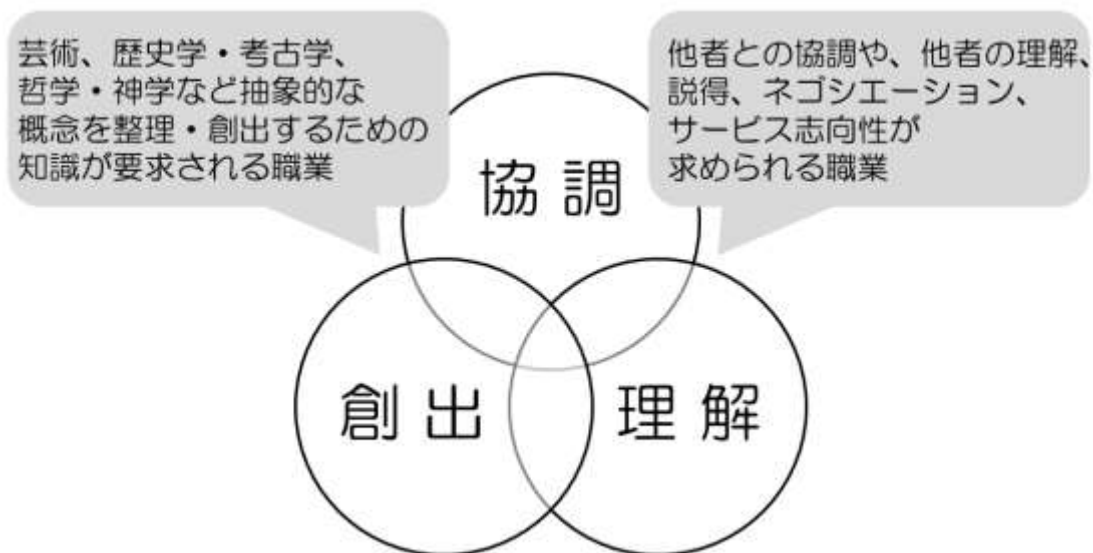 芸術、歴史学・考古学、
哲学・神学など抽象的な
概念を整理・創出するための
知識が要求される職業
他者との協調や、他者の理解、
説得、ネゴシエーション、
サービス志向性が
求められる職業
協調
創出
理解